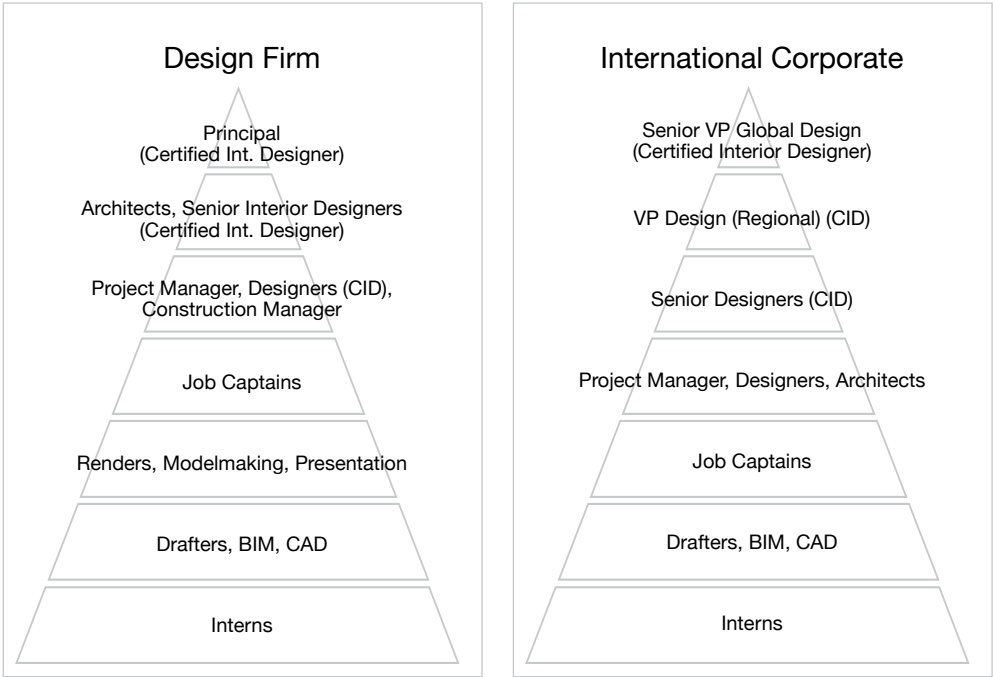 Design Firm
Principal
(Certified Int. Designer)
Architects, Senior Interior Designers
(Certified Int. Designer)
Project Manager, Designers (CID),
Construction Manager
Job Captains
Renders, Modelmaking, Presentation
Drafters, BIM, CAD
Interns
International Corporate
Senior VP Global Design
(Certified Interior Designer)
VP Design (Regional) (CID)
Senior Designers (CID)
Project Manager, Designers, Architects
Job Captains
Drafters, BIM, CAD
Interns